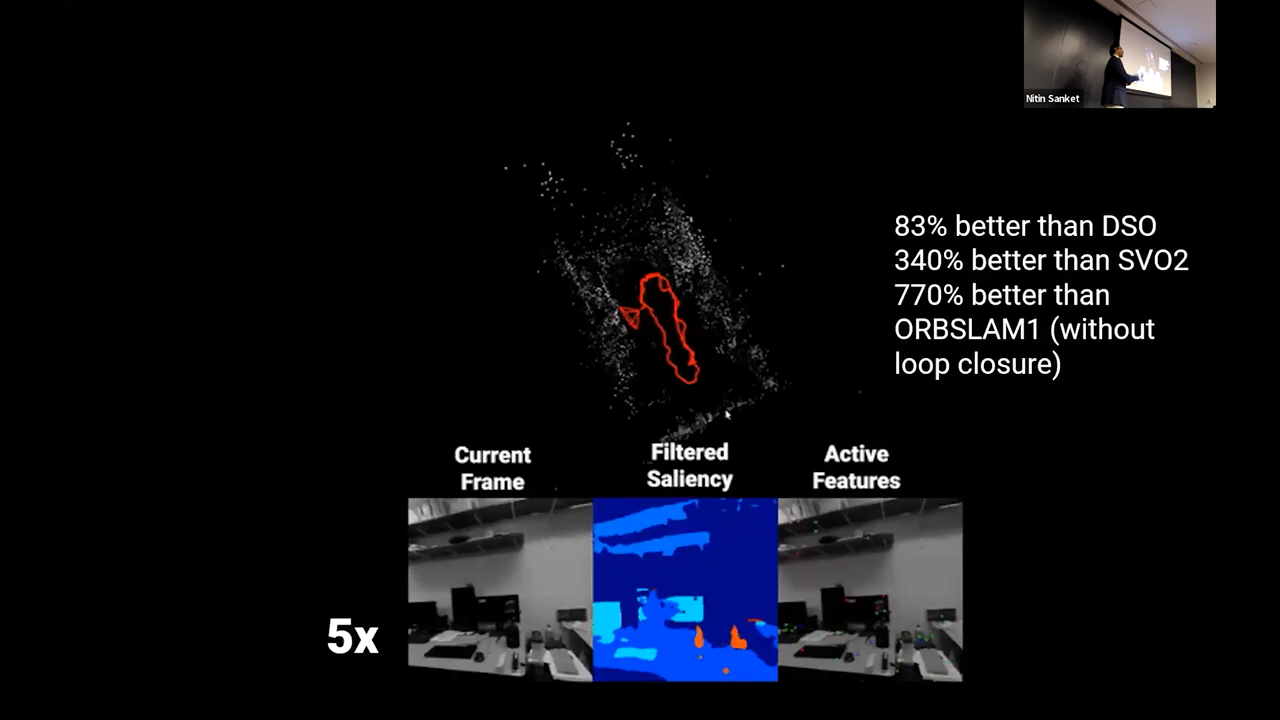 Nitin Sanket
83% better than DSO
340% better than SVO2
770% better than
ORBSLAM1 (without
loop closure)
Current
Frame
Filtered
Saliency
Active
Features
5x